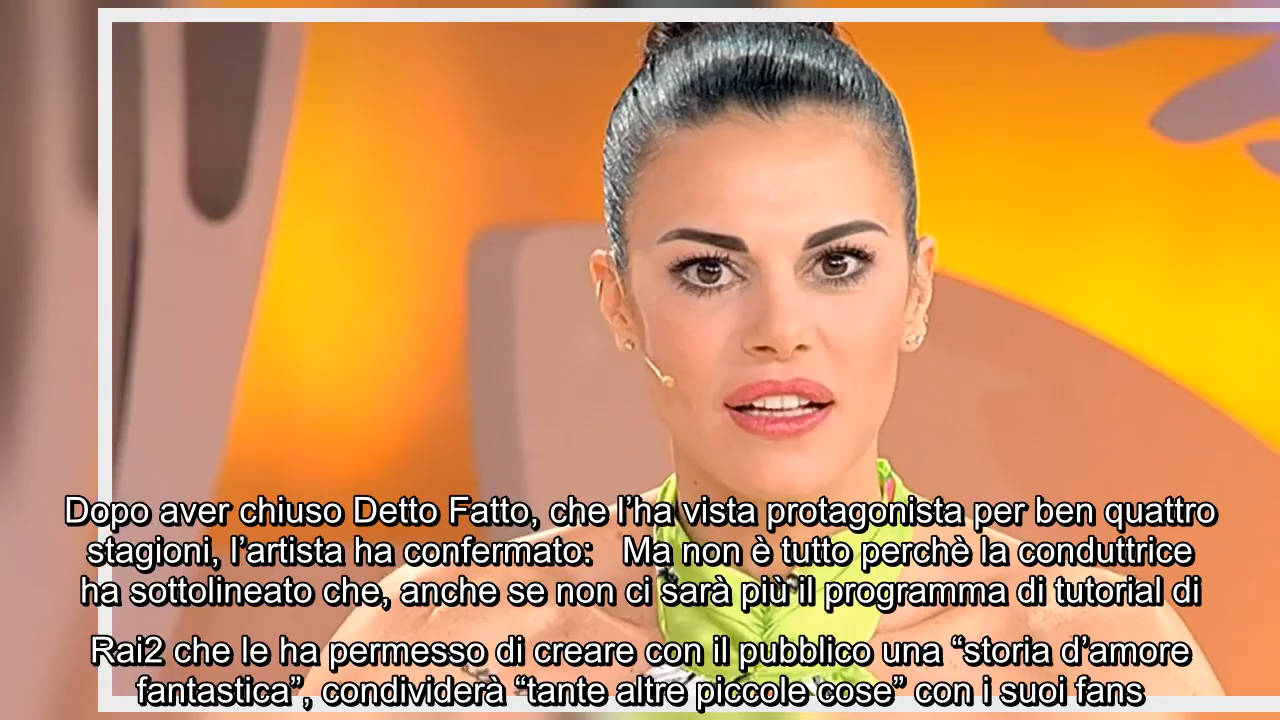 Dopo aver chiuso Detto Fatto, che l’ha vista protagonista per ben quattro
stagioni, l’artista ha confermato:   Ma non è tutto perchè la conduttrice
ha sottolineato che, anche se non ci sarà più il programma di tutorial di
Rai2 che le ha permesso di creare con il pubblico una “storia d’amore
fantastica”, condividerà “tante altre piccole cose” con i suoi fans